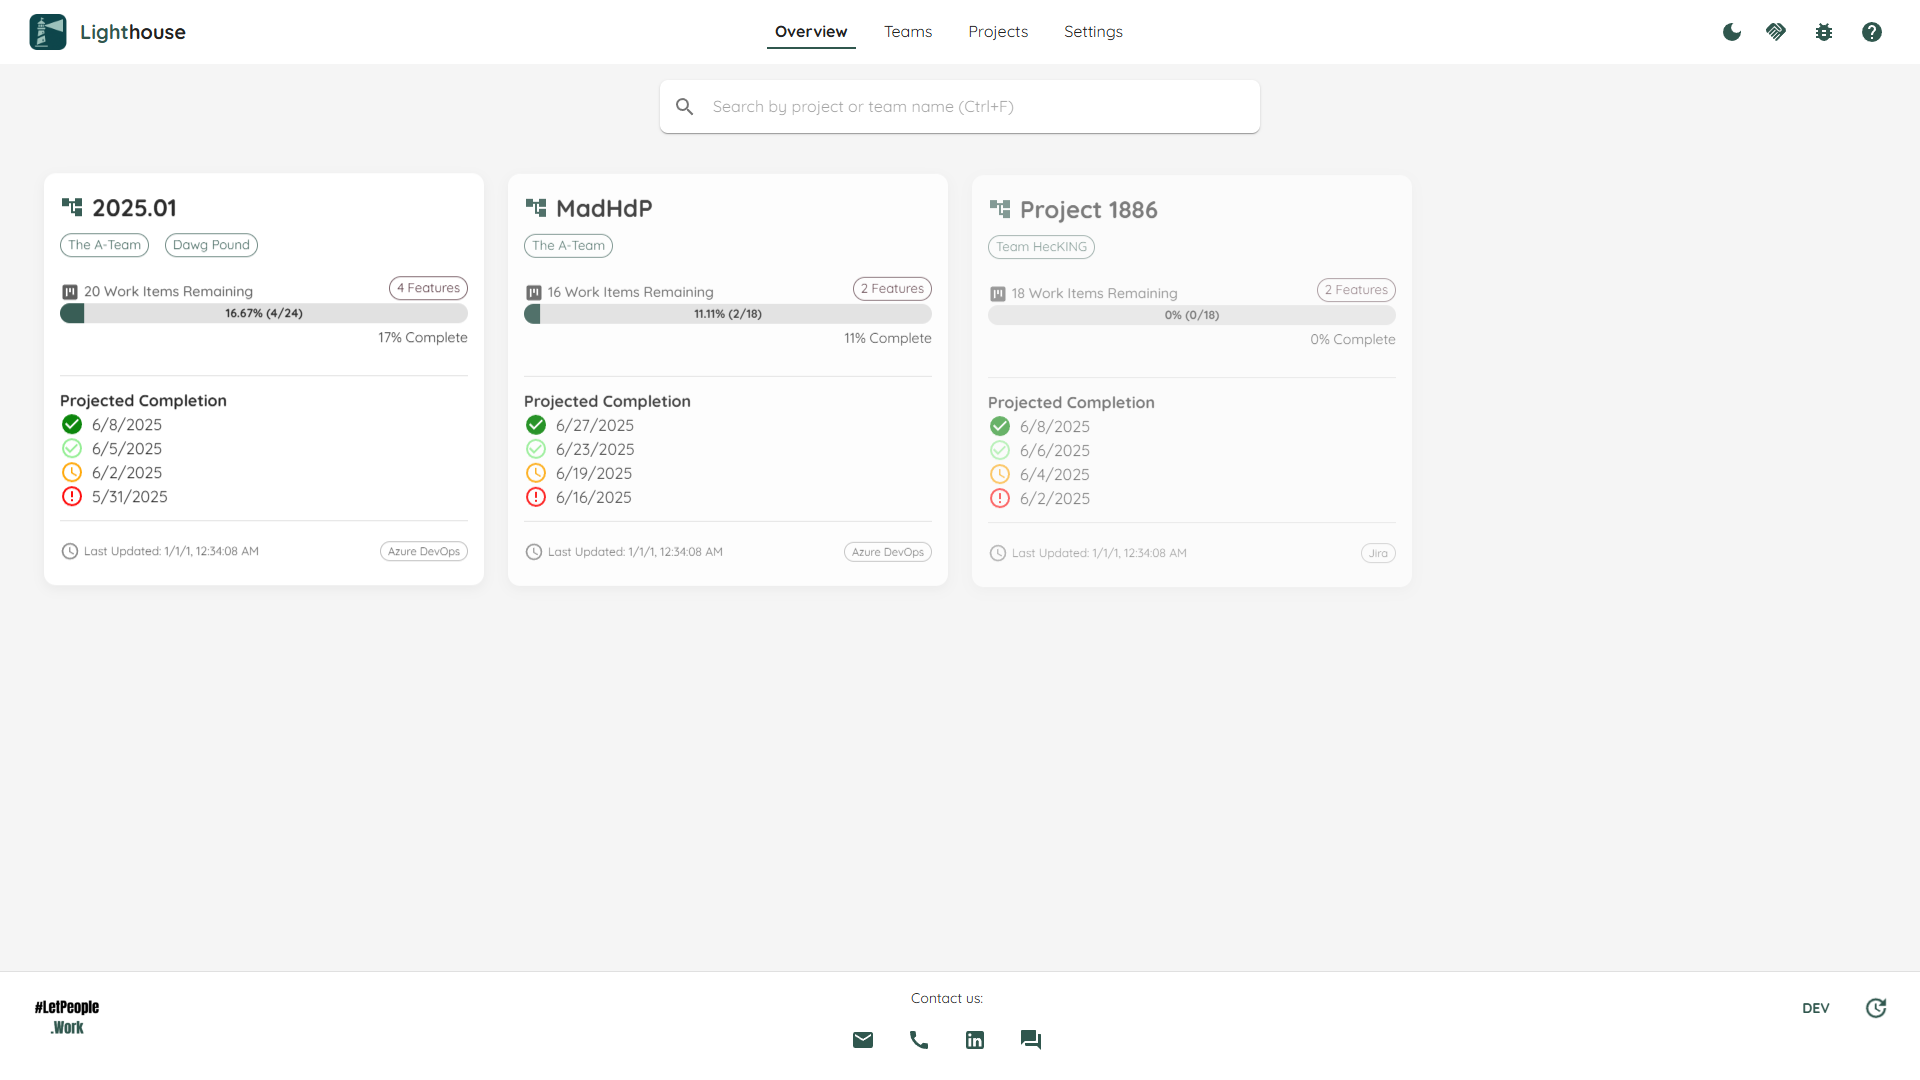 Lighthouse
Overview
Teams
Projects
Settings
Search by project or team name (Ctrl+F)
2025.01
The A-Team
Dawg Pound
20 Work Items Remaining
4 Features
16.67% (4/24)
17% Complete
Projected Completion
6/8/2025
6/5/2025
6/2/2025
5/31/2025
Last Updated: 1/1/1, 12:34:08 AM
Azure DevOps
MadHdP
The A-Team
16 Work Items Remaining
2 Features
11.11% (2/18)
11% Complete
Projected Completion
6/27/2025
6/23/2025
6/19/2025
6/16/2025
Last Updated: 1/1/1, 12:34:08 AM
Azure DevOps
Project 1886
Team HecKING
18 Work Items Remaining
2 Features
0% (0/18)
0% Complete
Projected Completion
6/8/2025
6/6/2025
6/4/2025
6/2/2025
Last Updated: 1/1/1, 12:34:08 AM
Jira
#LetPeople
.Work
Contact us:
DEV